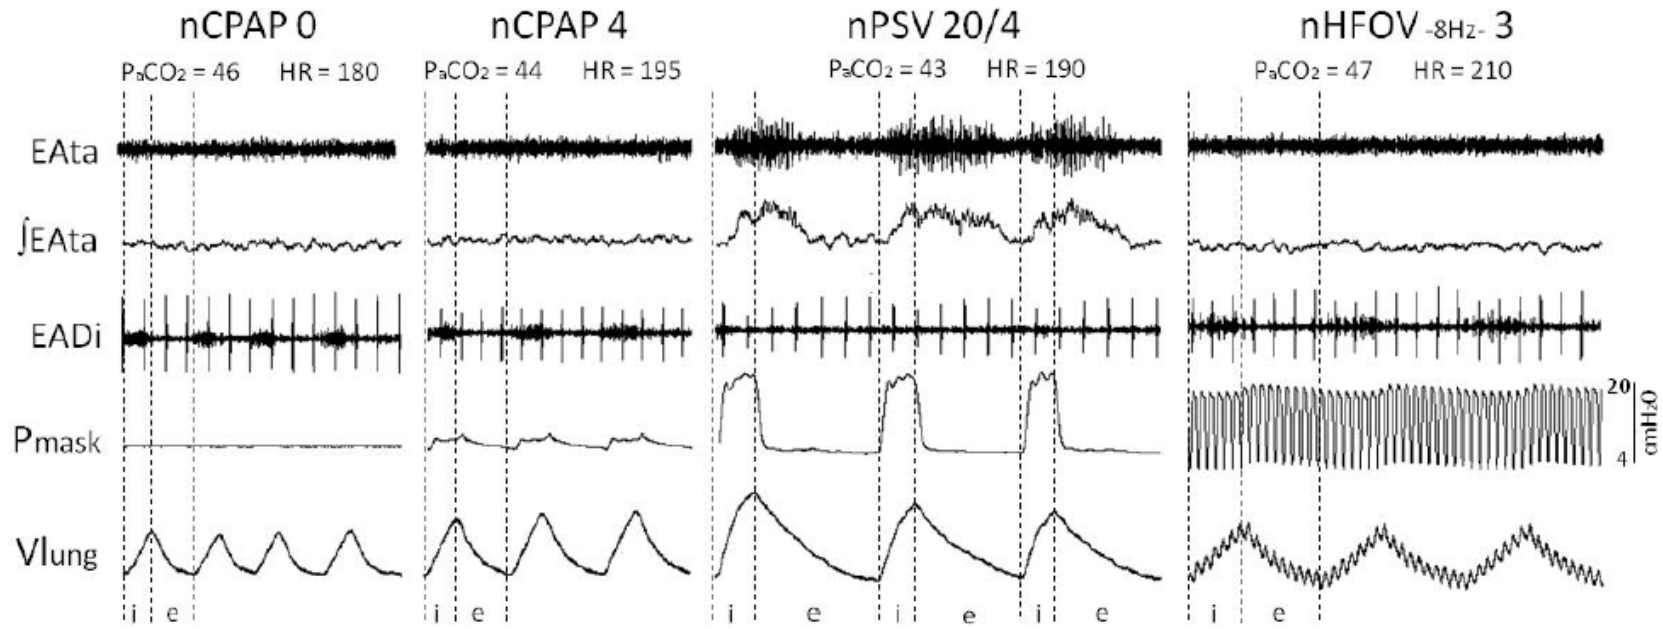 nCPAP 0 nCPAP 4 nPSV 20/4 nHFOV -8Hz- 3
PaCO2 = 46 HR = 180 PaCO2 = 44 HR = 195 PaCO2 = 43 HR = 190 PaCO2 = 47 HR = 210
EAta
∫EAta
EADi
20
Pmask
cmH2O
4
Vlung
i e i e i e i e i e i e